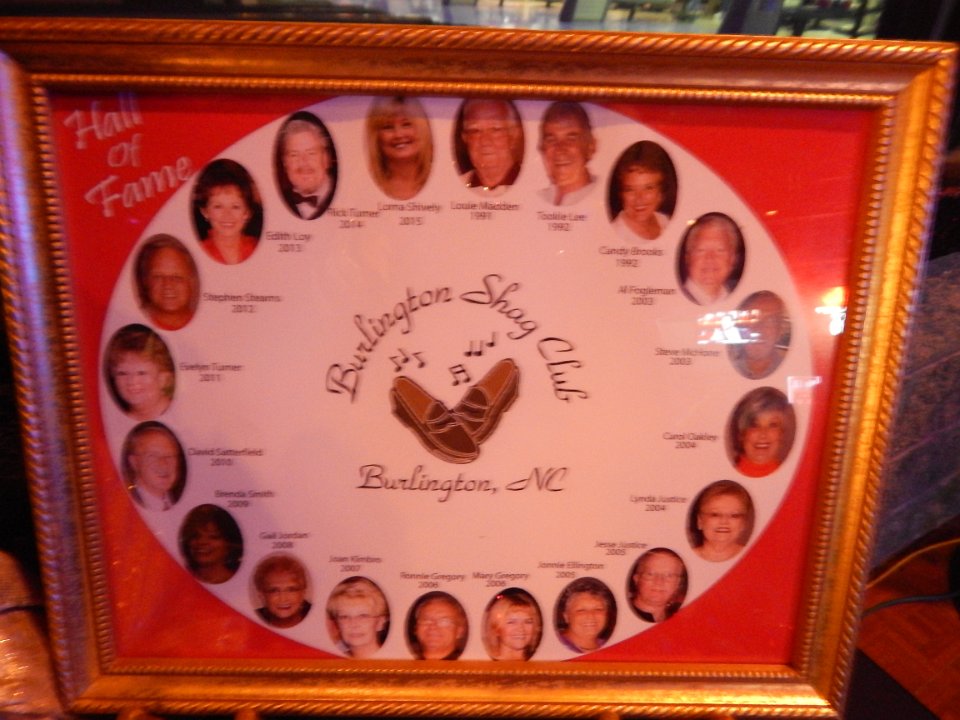 Hall
of
Fame
Burlington Shag Club
Burlington, NC
Louie Madden
1991
Tookie Lee
1992
Candy Brooks
1992
Al Fogleman
2003
Steve McHone
2003
Carol Oakley
2004
Lynda Justice
2004
Jesse Justice
2005
Jonnie Ellington
2005
Mary Gregory
2006
Ronnie Gregory
2006
Joan Kimbro
2007
Gail Jordan
2008
Brenda Smith
2009
David Satterfield
2010
Evelyn Turner
2011
Stephen Stearns
2012
Edith Loy
2013
Rick Turner
2014
Lorna Shively
2015